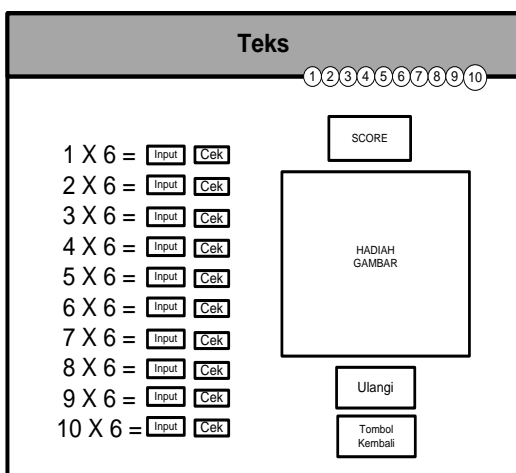 Teks
1 2 3 4 5 6 7 8 9 10
SCORE
1 X 6 = Input Cek
2 X 6 = Input Cek
3 X 6 = Input Cek
4 X 6 = Input Cek
5 X 6 = Input Cek
6 X 6 = Input Cek
7 X 6 = Input Cek
8 X 6 = Input Cek
9 X 6 = Input Cek
10 X 6 = Input Cek
HADIAH
GAMBAR
Ulangi
Tombol
Kembali